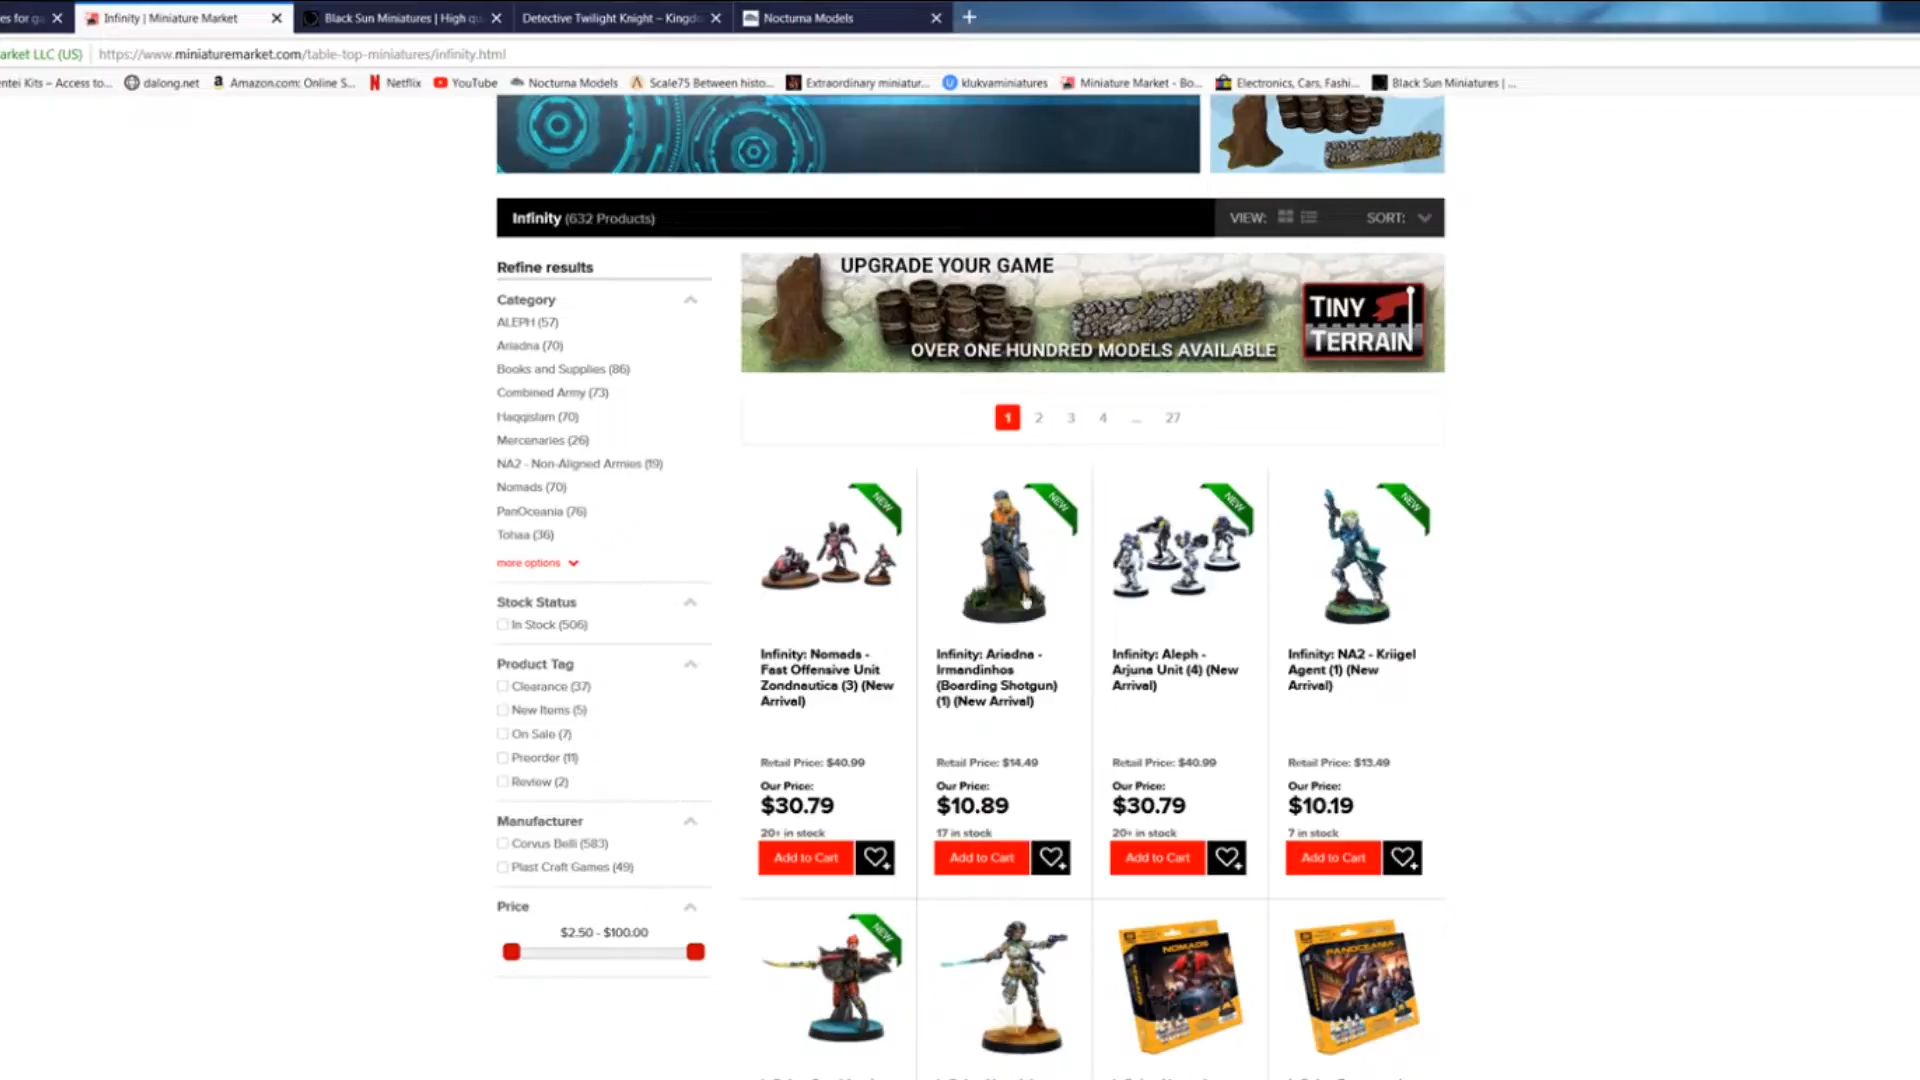 es for g
Infinity | Miniature Market
Black Sun Miniatures | High qu
Detective Twilight Knight – Kingdo
Nocturna Models
arket LLC (US)
https://www.miniaturemarket.com/table-top-miniatures/infinity.html
entei Kits – Access to...
dalong.net
Amazon.com: Online S...
Netflix
YouTube
Nocturna Models
Scale75 Between histo...
Extraordinary miniatur...
klukvaminiatures
Miniature Market - Bo...
Electronics, Cars, Fashi...
Black Sun Miniatures | ...
Infinity (632 Products)
VIEW:
SORT:
Refine results
Category
ALEPH (57)
Ariadna (70)
Books and Supplies (86)
Combined Army (73)
Haqqislam (70)
Mercenaries (26)
NA2 - Non-Aligned Armies (19)
Nomads (70)
PanOceania (76)
Tohaa (36)
more options
Stock Status
In Stock (506)
Product Tag
Clearance (37)
New Items (5)
On Sale (7)
Preorder (11)
Review (2)
Manufacturer
Corvus Belli (583)
Plast Craft Games (49)
Price
$2.50 - $100.00
UPGRADE YOUR GAME
OVER ONE HUNDRED MODELS AVAILABLE
TINY
TERRAIN
1 2 3 4 ... 27
NEW
Infinity: Nomads -
Fast Offensive Unit
Zondnautica (3) (New
Arrival)
Retail Price: $40.99
Our Price:
$30.79
20+ in stock
Add to Cart
NEW
Infinity: Ariadna -
Irmandinhos
(Boarding Shotgun)
(1) (New Arrival)
Retail Price: $14.49
Our Price:
$10.89
17 in stock
Add to Cart
NEW
Infinity: Aleph -
Arjuna Unit (4) (New
Arrival)
Retail Price: $40.99
Our Price:
$30.79
20+ in stock
Add to Cart
NEW
Infinity: NA2 - Kriigel
Agent (1) (New
Arrival)
Retail Price: $13.49
Our Price:
$10.19
7 in stock
Add to Cart
NEW
NOMADS
PANOCEANIA